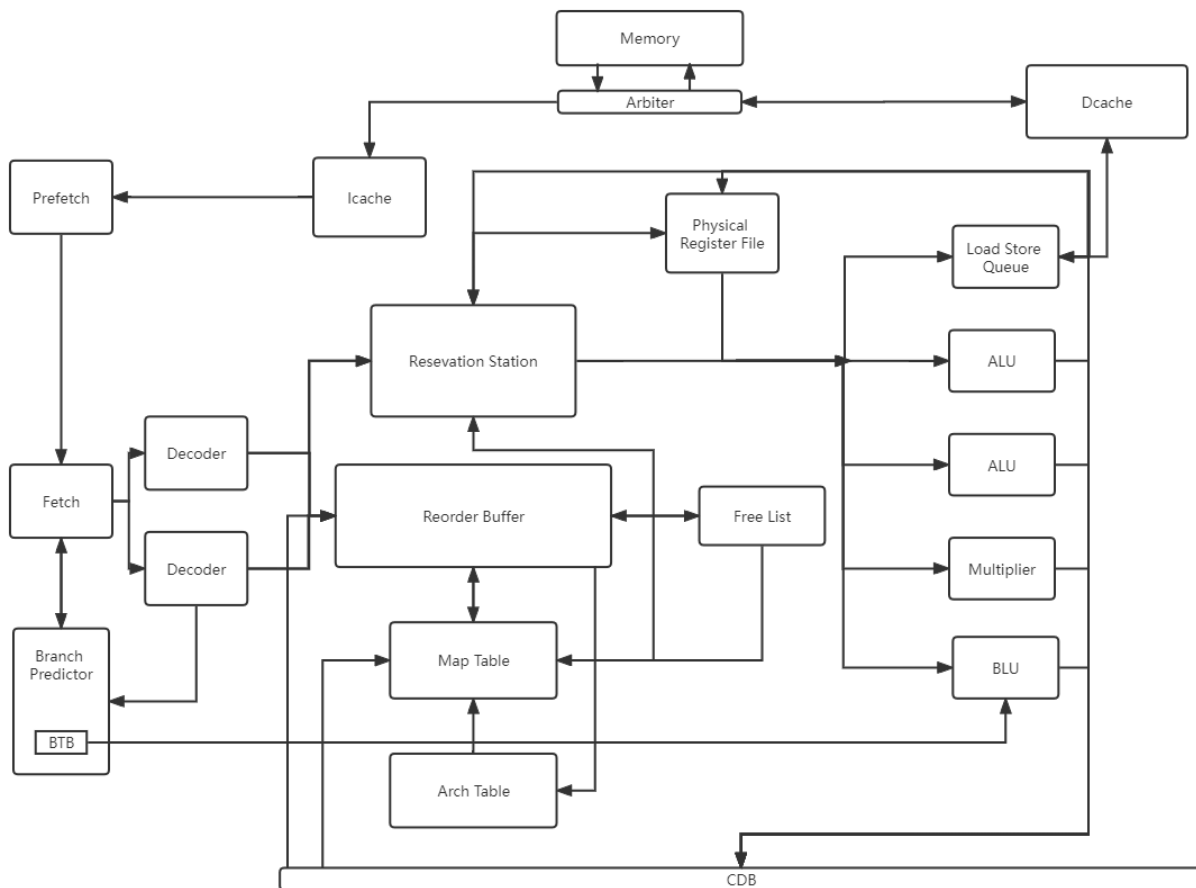 Memory
Arbiter
Dcache
Prefetch
Icache
Physical
Register File
Load Store
Queue
Resevation Station
ALU
Decoder
Fetch
Reorder Buffer
Free List
ALU
Decoder
Multiplier
Branch
Predictor
Map Table
BLU
BTB
Arch Table
CDB